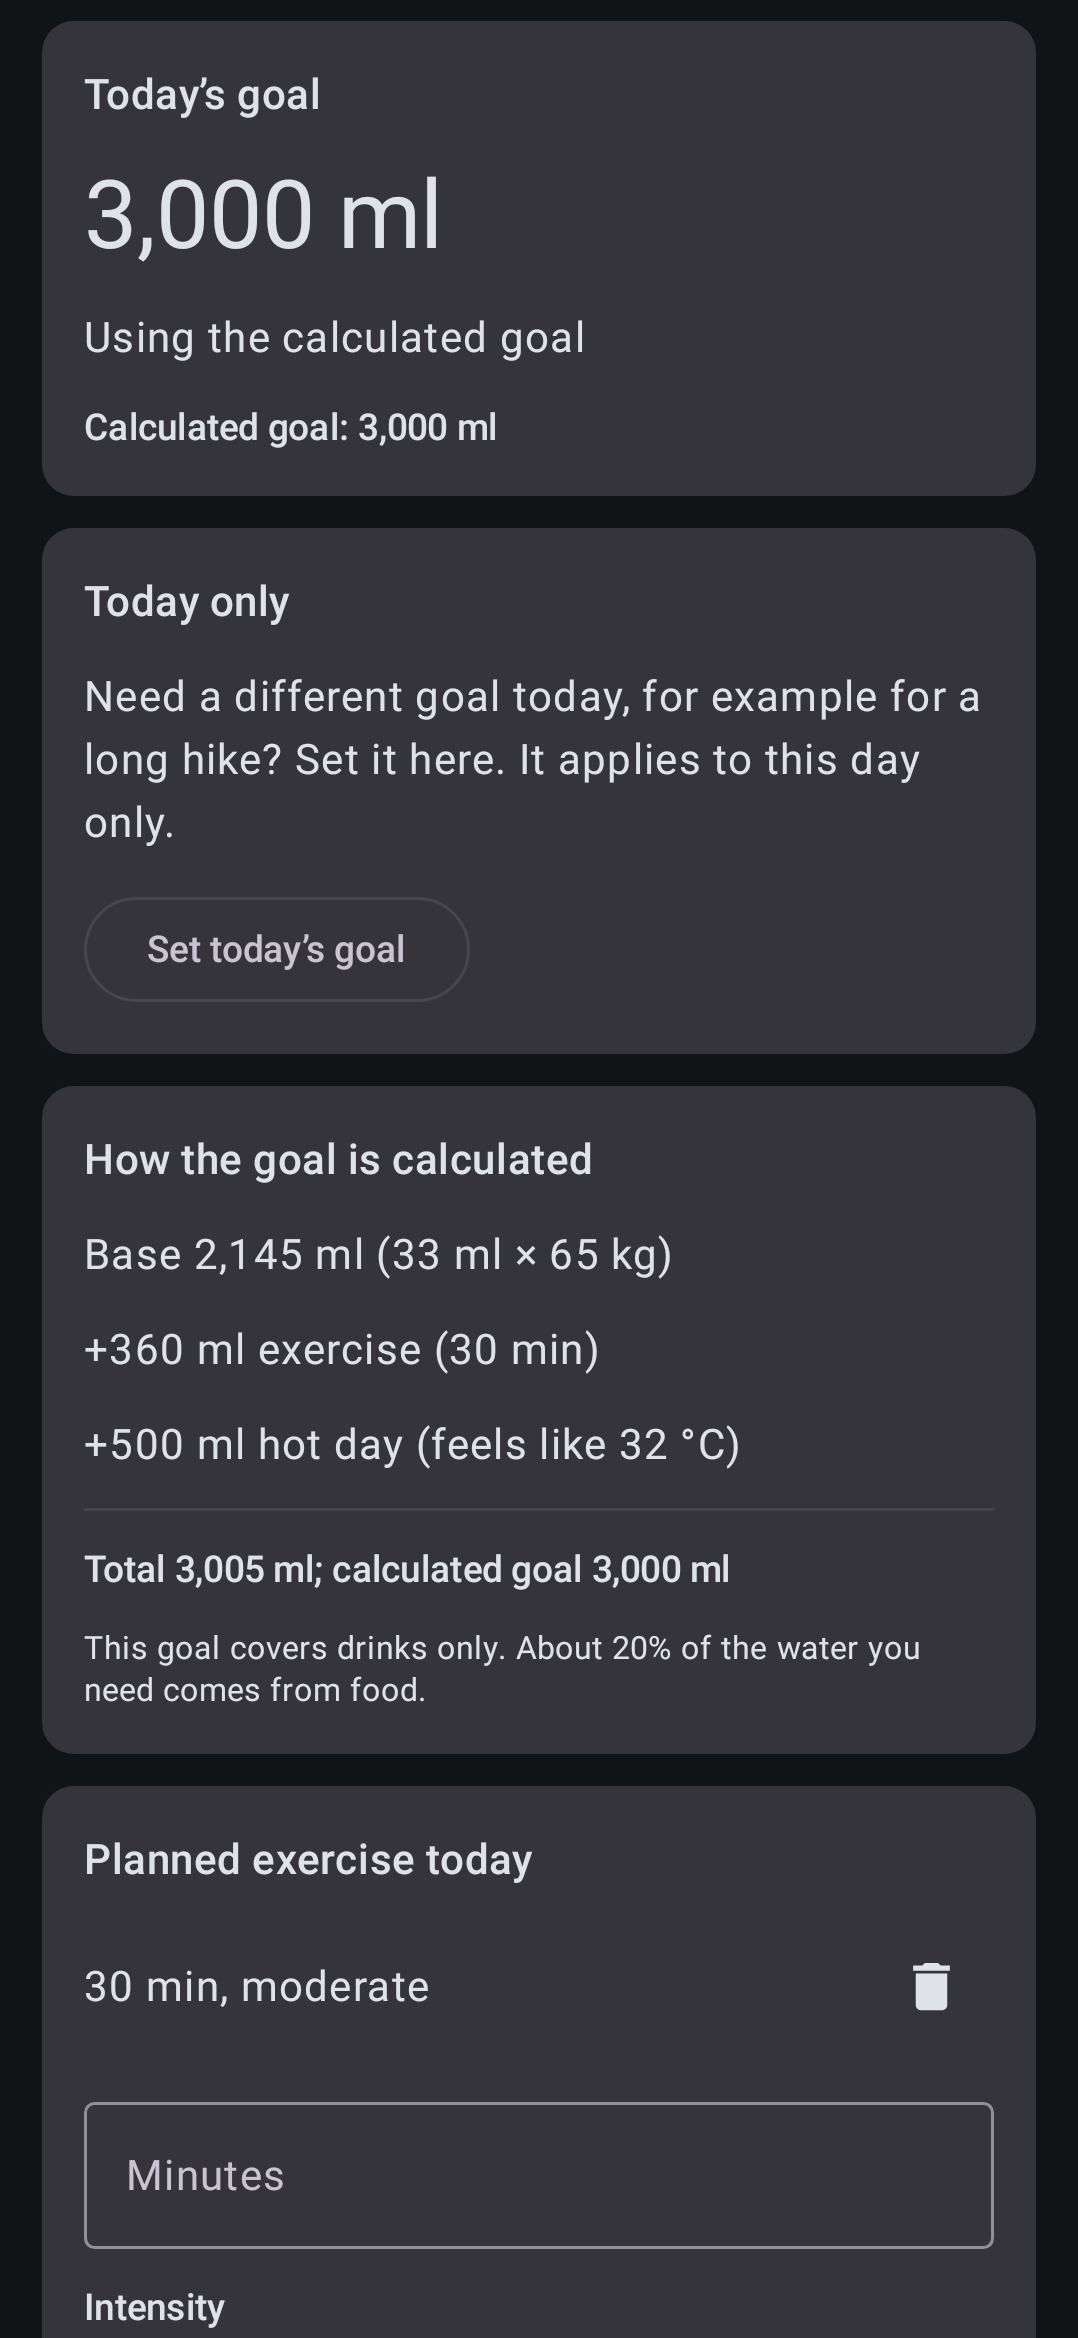 Today’s goal
3,000 ml
Using the calculated goal
Calculated goal: 3,000 ml
Today only
Need a different goal today, for example for a
long hike? Set it here. It applies to this day
only.
Set today’s goal
How the goal is calculated
Base 2,145 ml (33 ml × 65 kg)
+360 ml exercise (30 min)
+500 ml hot day (feels like 32 °C)
Total 3,005 ml; calculated goal 3,000 ml
This goal covers drinks only. About 20% of the water you
need comes from food.
Planned exercise today
30 min, moderate
Minutes
Intensity